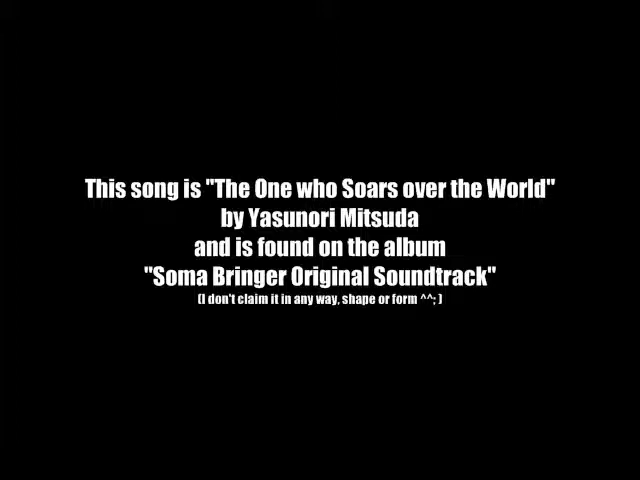 This song is "The One who Soars over the World"
by Yasunori Mitsuda
and is found on the album
"Soma Bringer Original Soundtrack"
(I don't claim it in any way, shape or form ^^; )